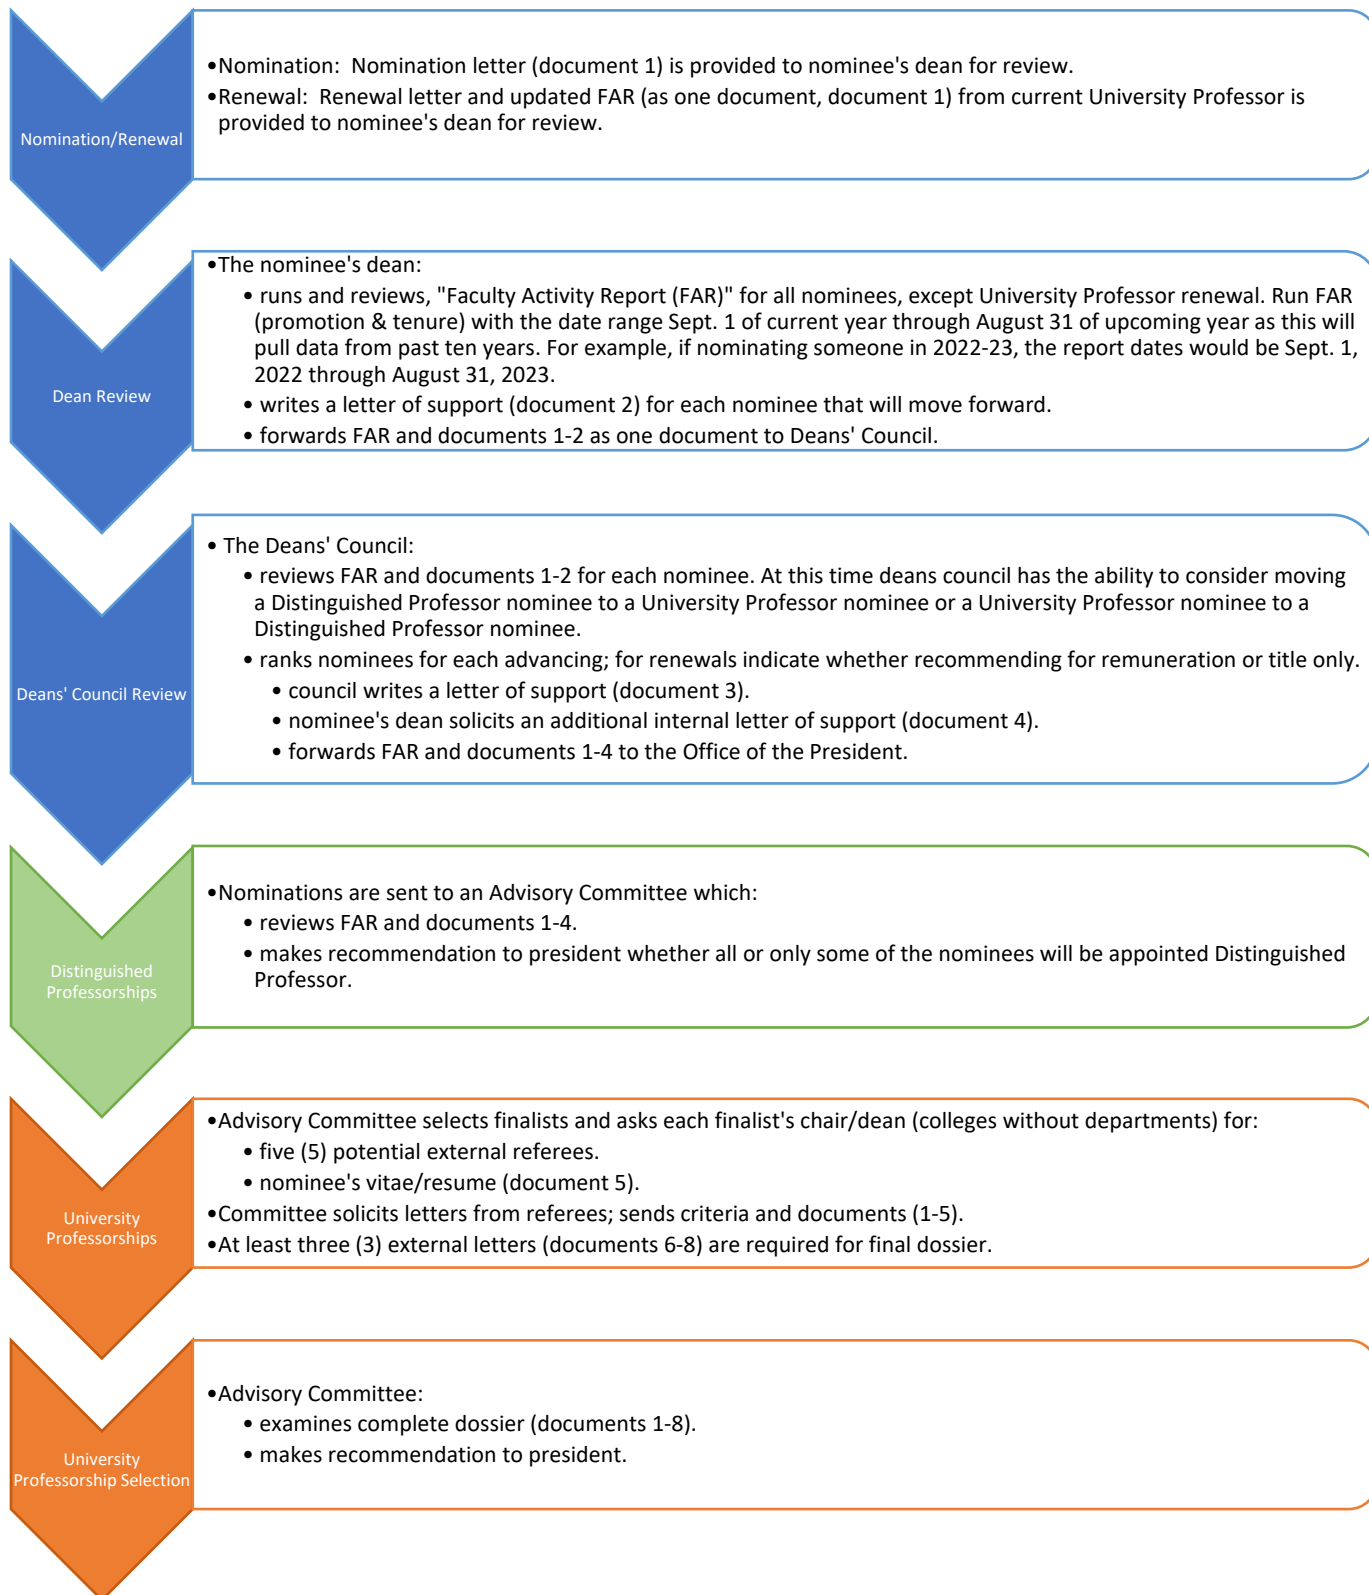 Nomination/Renewal
•Nomination:  Nomination letter (document 1) is provided to nominee's dean for review.
•Renewal:  Renewal letter and updated FAR (as one document, document 1) from current University Professor is
provided to nominee's dean for review.
Dean Review
•The nominee's dean:
• runs and reviews, "Faculty Activity Report (FAR)" for all nominees, except University Professor renewal. Run FAR
(promotion & tenure) with the date range Sept. 1 of current year through August 31 of upcoming year as this will
pull data from past ten years. For example, if nominating someone in 2022-23, the report dates would be Sept. 1,
2022 through August 31, 2023.
• writes a letter of support (document 2) for each nominee that will move forward.
• forwards FAR and documents 1-2 as one document to Deans' Council.
Deans' Council Review
• The Deans' Council:
• reviews FAR and documents 1-2 for each nominee. At this time deans council has the ability to consider moving
a Distinguished Professor nominee to a University Professor nominee or a University Professor nominee to a
Distinguished Professor nominee.
• ranks nominees for each advancing; for renewals indicate whether recommending for remuneration or title only.
• council writes a letter of support (document 3).
• nominee's dean solicits an additional internal letter of support (document 4).
• forwards FAR and documents 1-4 to the Office of the President.
Distinguished
Professorships
•Nominations are sent to an Advisory Committee which:
• reviews FAR and documents 1-4.
• makes recommendation to president whether all or only some of the nominees will be appointed Distinguished
Professor.
University
Professorships
•Advisory Committee selects finalists and asks each finalist's chair/dean (colleges without departments) for:
• five (5) potential external referees.
• nominee's vitae/resume (document 5).
•Committee solicits letters from referees; sends criteria and documents (1-5).
•At least three (3) external letters (documents 6-8) are required for final dossier.
University
Professorship Selection
•Advisory Committee:
• examines complete dossier (documents 1-8).
• makes recommendation to president.